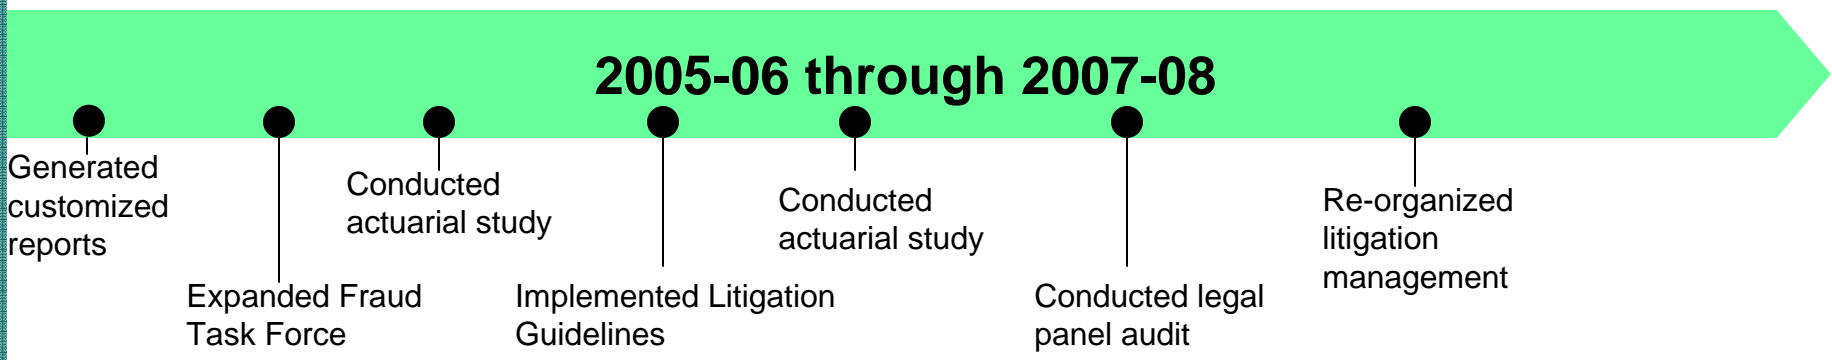 2005-06 through 2007-08
Generated
customized
reports
Expanded Fraud
Task Force
Conducted
actuarial study
Implemented Litigation
Guidelines
Conducted
actuarial study
Conducted legal
panel audit
Re-organized
litigation
management